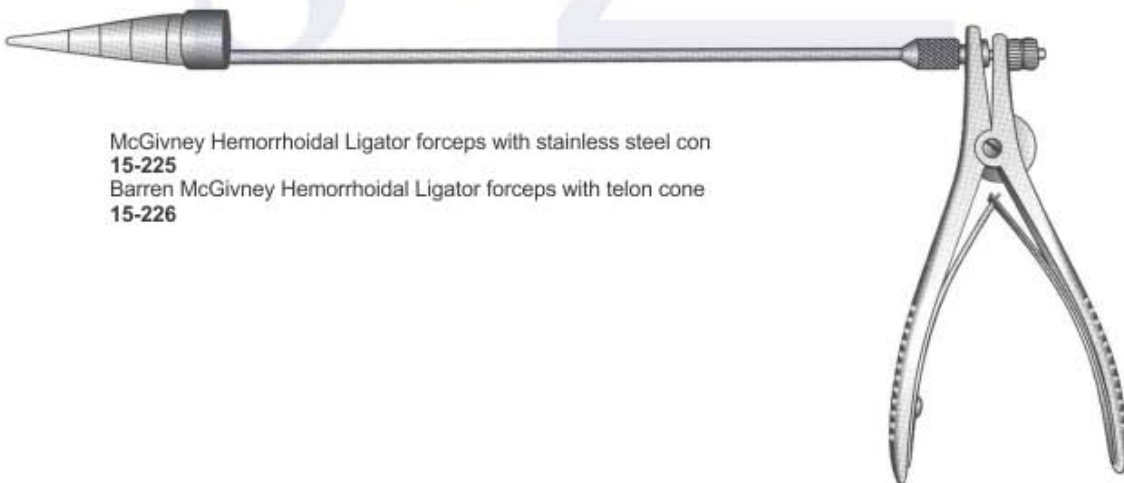 McGivney Hemorrhoidal Ligator forceps with stainless steel con
15-225
Barren McGivney Hemorrhoidal Ligator forceps with telon cone
15-226